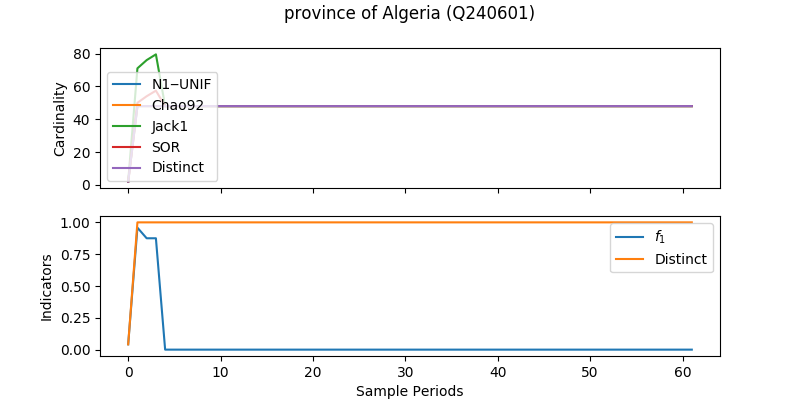 province of Algeria (Q240601)
80
60
40
20
0
Cardinality
N1−UNIF
Chao92
Jack1
SOR
Distinct
1.00
0.75
0.50
0.25
0.00
Indicators
f1
Distinct
0 10 20 30 40 50 60
Sample Periods